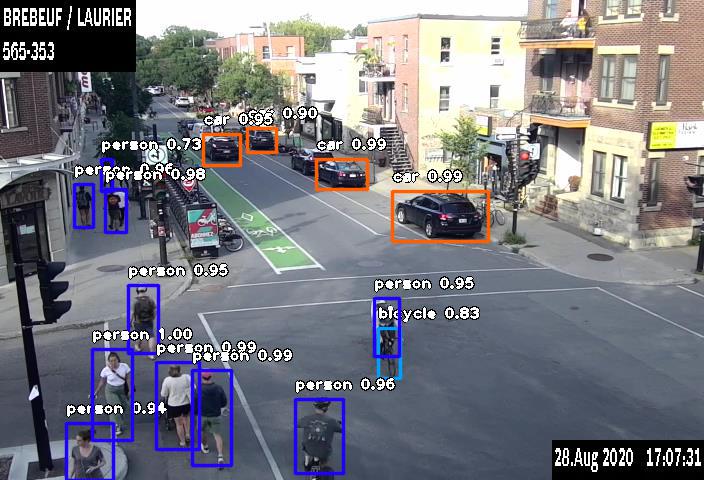 BREBEUF / LAURIER
565-353
car 0.95
0.90
person 0.73
car 0.99
person 0.98
car 0.99
person 0.95
person 0.95
bicycle 0.83
person 1.00
person 0.99
person 0.99
person 0.96
person 0.94
28.Aug 2020 17:07:31